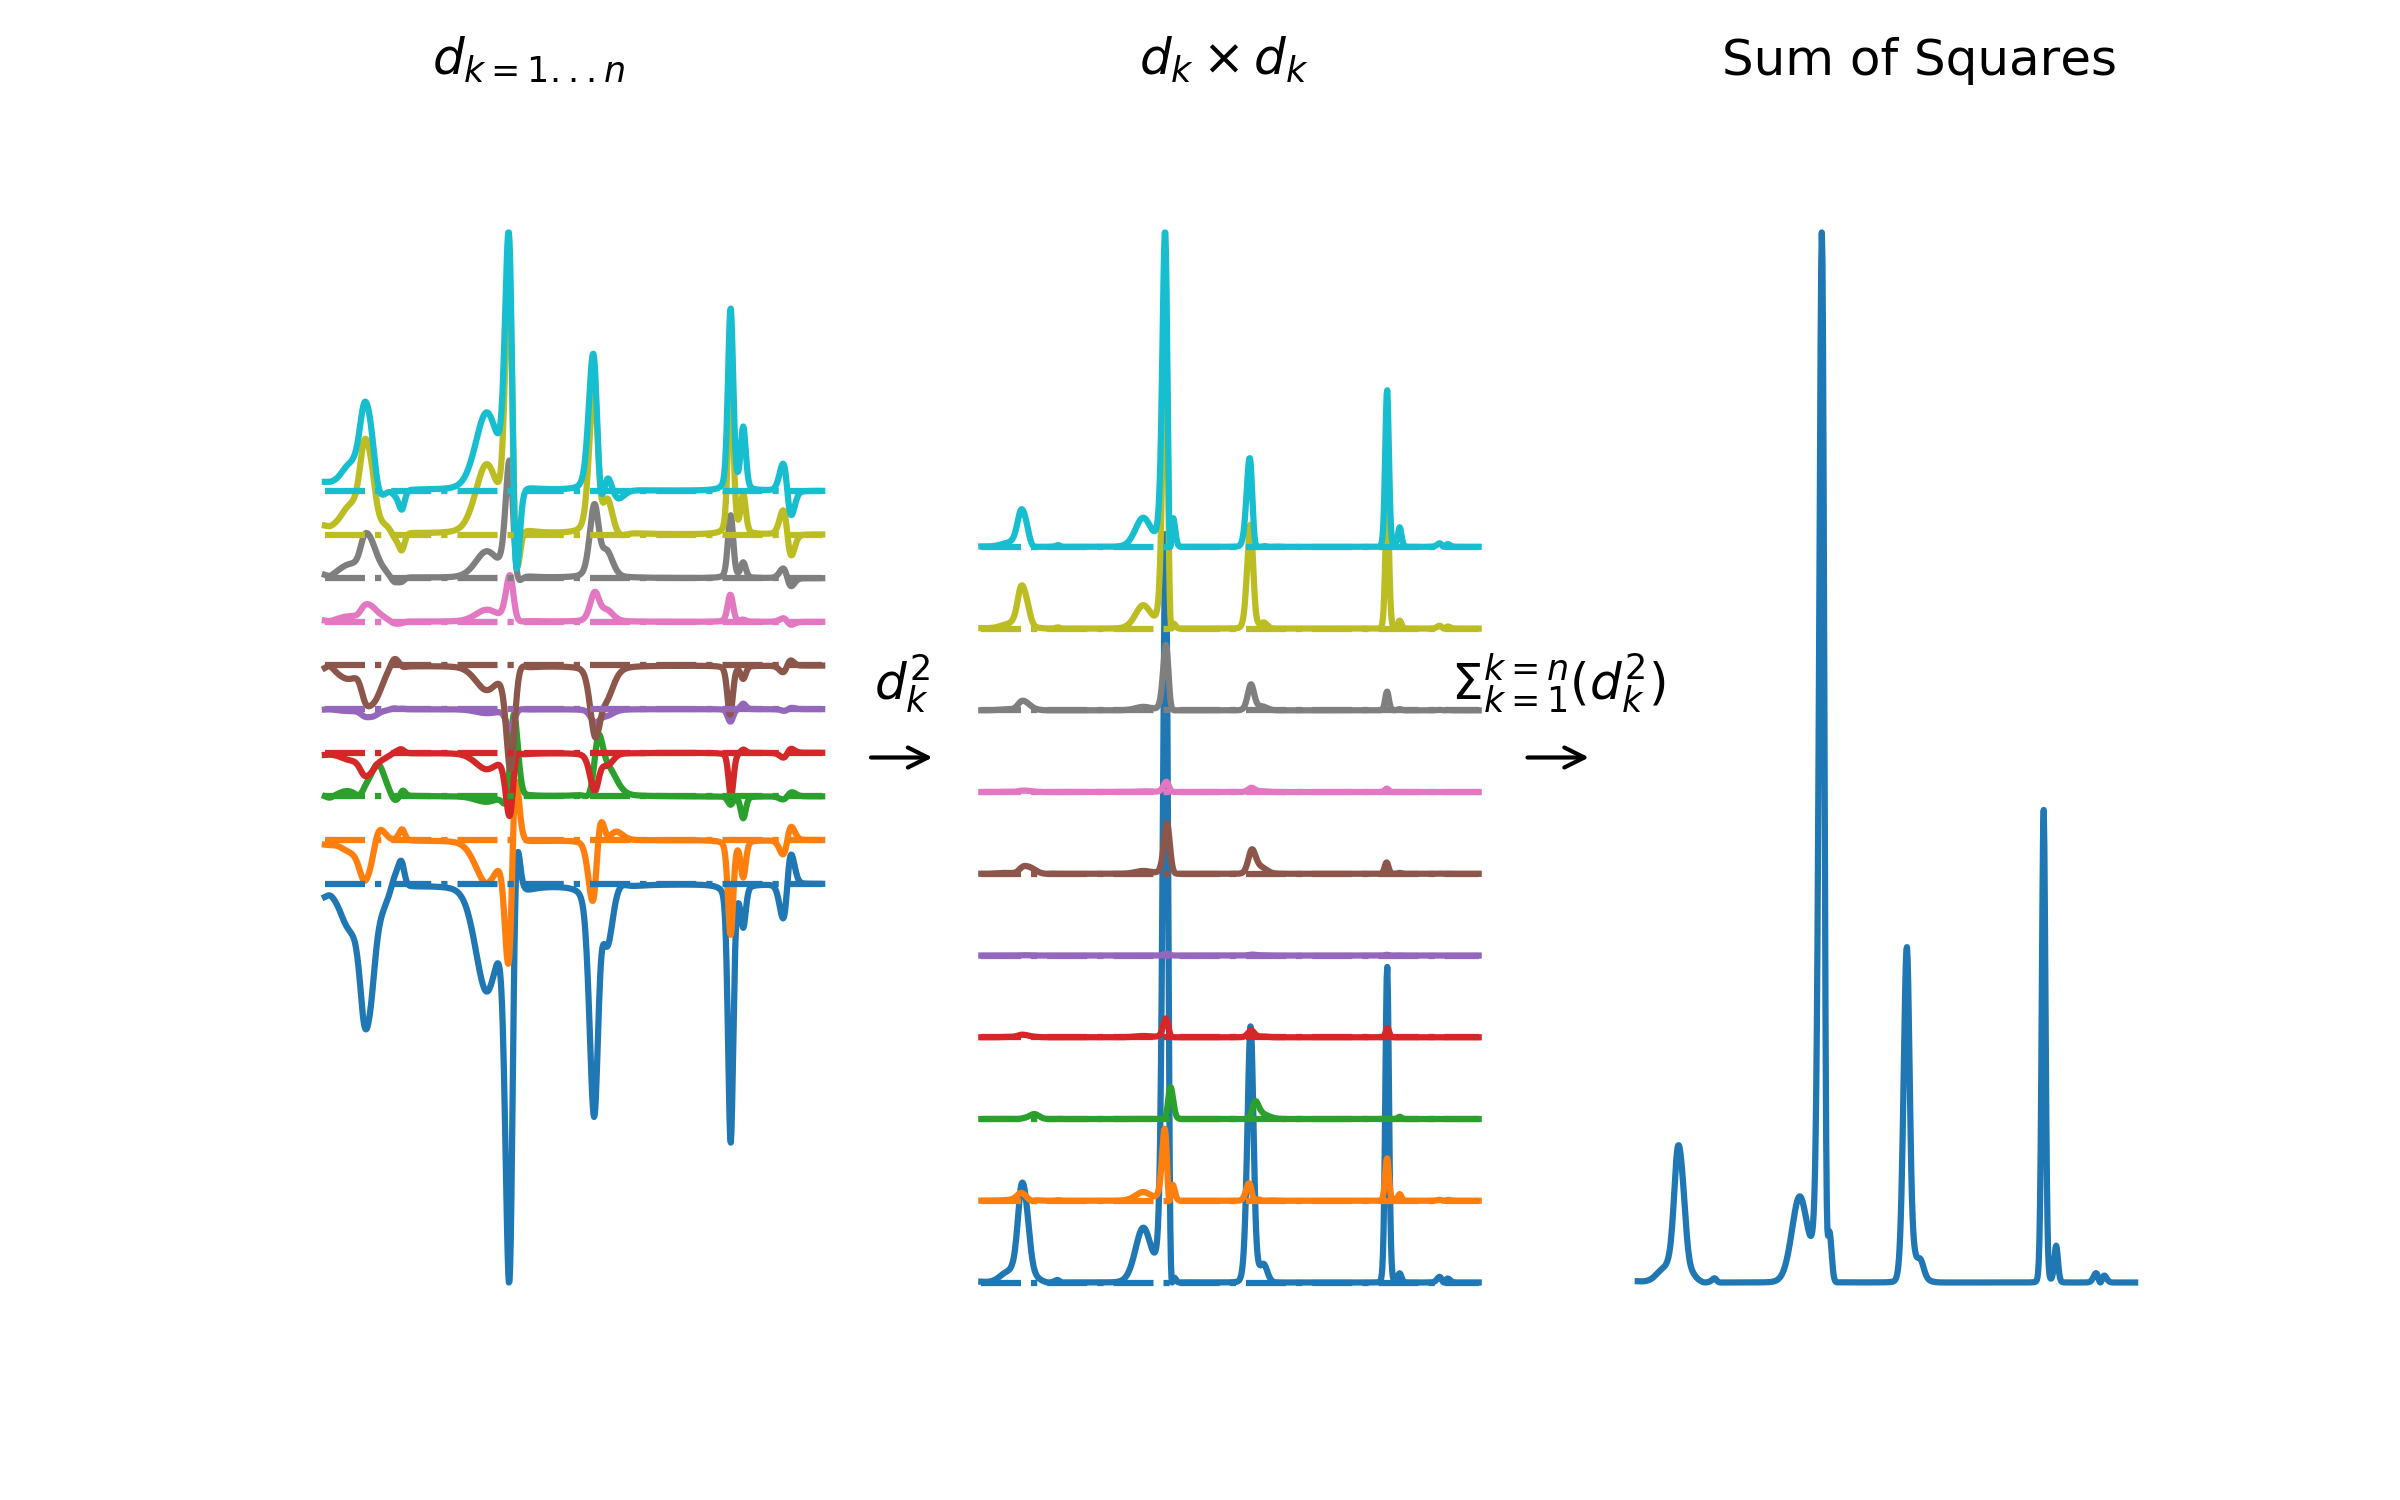 d_{k=1...n}
d_k × d_k
Sum of Squares
d_k^2
Σ_{k=1}^{k=n}(d_k^2)